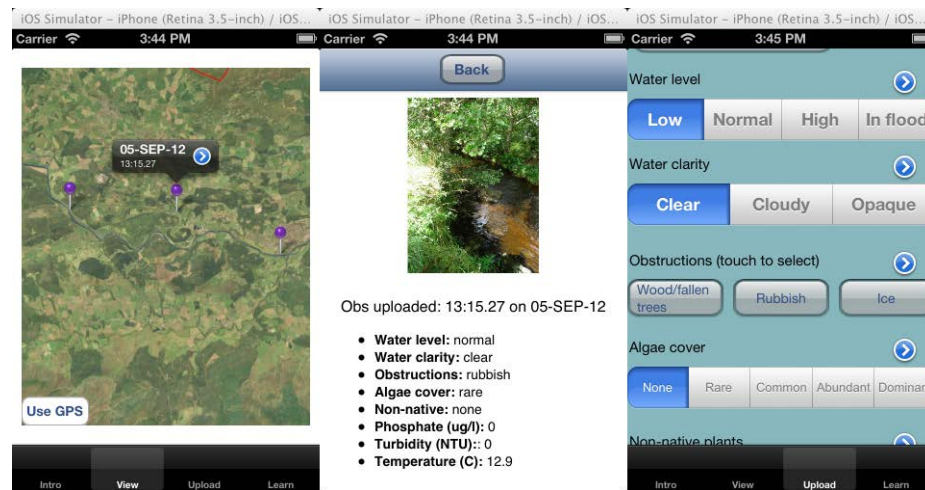 iOS Simulator – iPhone (Retina 3.5-inch) / iOS...
Carrier 3:44 PM
05-SEP-12
13:15.27
Use GPS
Intro View Upload Learn
iOS Simulator – iPhone (Retina 3.5-inch) / iOS...
Carrier 3:44 PM
Back
Obs uploaded: 13:15.27 on 05-SEP-12
• Water level: normal
• Water clarity: clear
• Obstructions: rubbish
• Algae cover: rare
• Non-native: none
• Phosphate (ug/l): 0
• Turbidity (NTU):: 0
• Temperature (C): 12.9
iOS Simulator – iPhone (Retina 3.5-inch) / iOS...
Carrier 3:45 PM
Water level
Low Normal High In flood
Water clarity
Clear Cloudy Opaque
Obstructions (touch to select)
Wood/fallen
trees
Rubbish Ice
Algae cover
None Rare Common Abundant Dominan
Non-native plants
Intro View Upload Learn